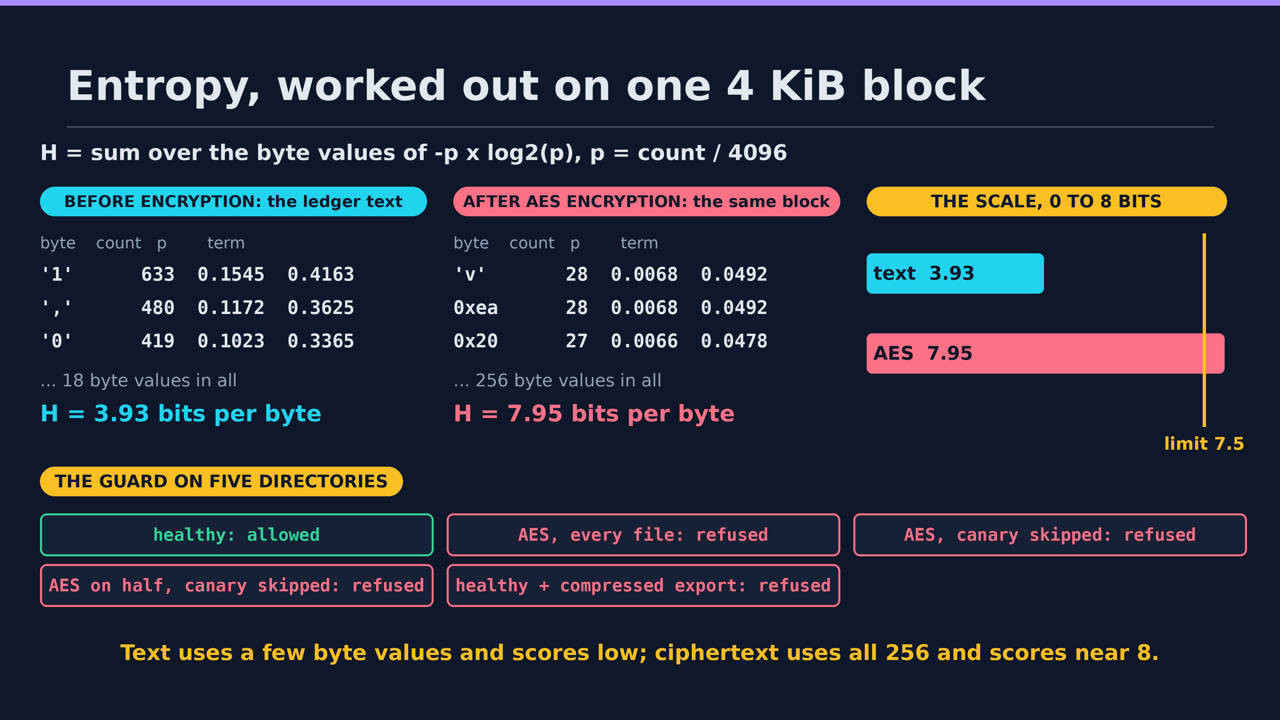 Entropy, worked out on one 4 KiB block
H = sum over the byte values of -p x log2(p), p = count / 4096
BEFORE ENCRYPTION: the ledger text
byte count p term
'1' 633 0.1545 0.4163
',' 480 0.1172 0.3625
'0' 419 0.1023 0.3365
... 18 byte values in all
H = 3.93 bits per byte
AFTER AES ENCRYPTION: the same block
byte count p term
'v' 28 0.0068 0.0492
0xea 28 0.0068 0.0492
0x20 27 0.0066 0.0478
... 256 byte values in all
H = 7.95 bits per byte
THE SCALE, 0 TO 8 BITS
text 3.93
AES 7.95
limit 7.5
THE GUARD ON FIVE DIRECTORIES
healthy: allowed
AES, every file: refused
AES, canary skipped: refused
AES on half, canary skipped: refused
healthy + compressed export: refused
Text uses a few byte values and scores low; ciphertext uses all 256 and scores near 8.